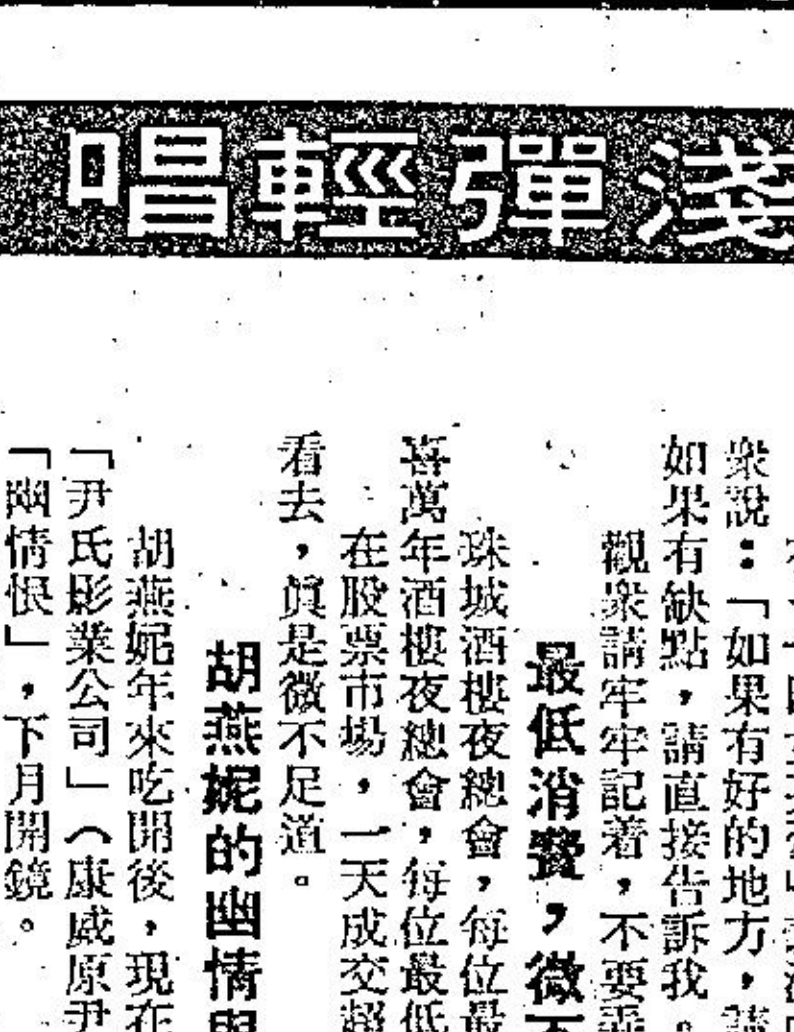 淺彈輕唱
衆說：「如果有好的地方，請
如果有缺點，請直接告訴我。
觀衆請牢牢記着，不要弄
最低消費，微不
珠城酒樓夜總會，每位最
喜萬年酒樓夜總會，每位最低
在股票市場，一天成交超
看去，眞是微不足道。
胡燕妮的幽情與
胡燕妮年來吃開後，現在
「尹氏影業公司」（康威原尹
「幽情恨」，下月開鏡。